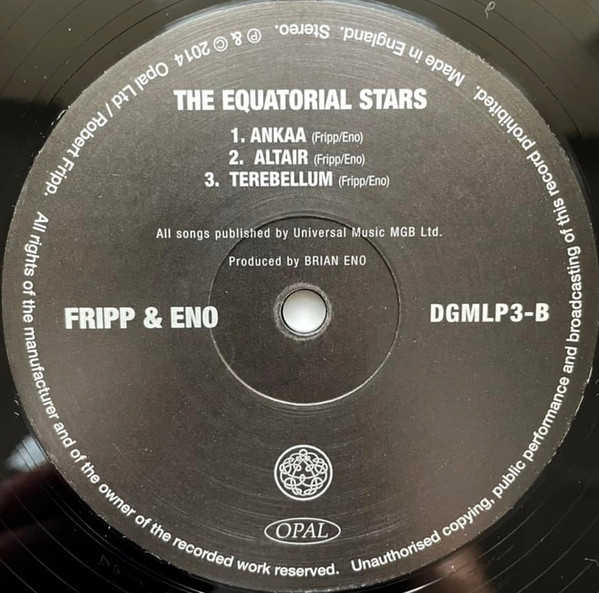 THE EQUATORIAL STARS
1. ANKAA (Fripp/Eno)
2. ALTAIR (Fripp/Eno)
3. TEREBELLUM (Fripp/Eno)
All songs published by Universal Music MGB Ltd.
Produced by BRIAN ENO
FRIPP & ENO
DGMLP3-B
OPAL
℗ & © 2014 Opal Ltd / Robert Fripp. All rights of the manufacturer and of the owner of the recorded work reserved. Unauthorised copying, public performance and broadcasting of this record prohibited. Made in England. Stereo.